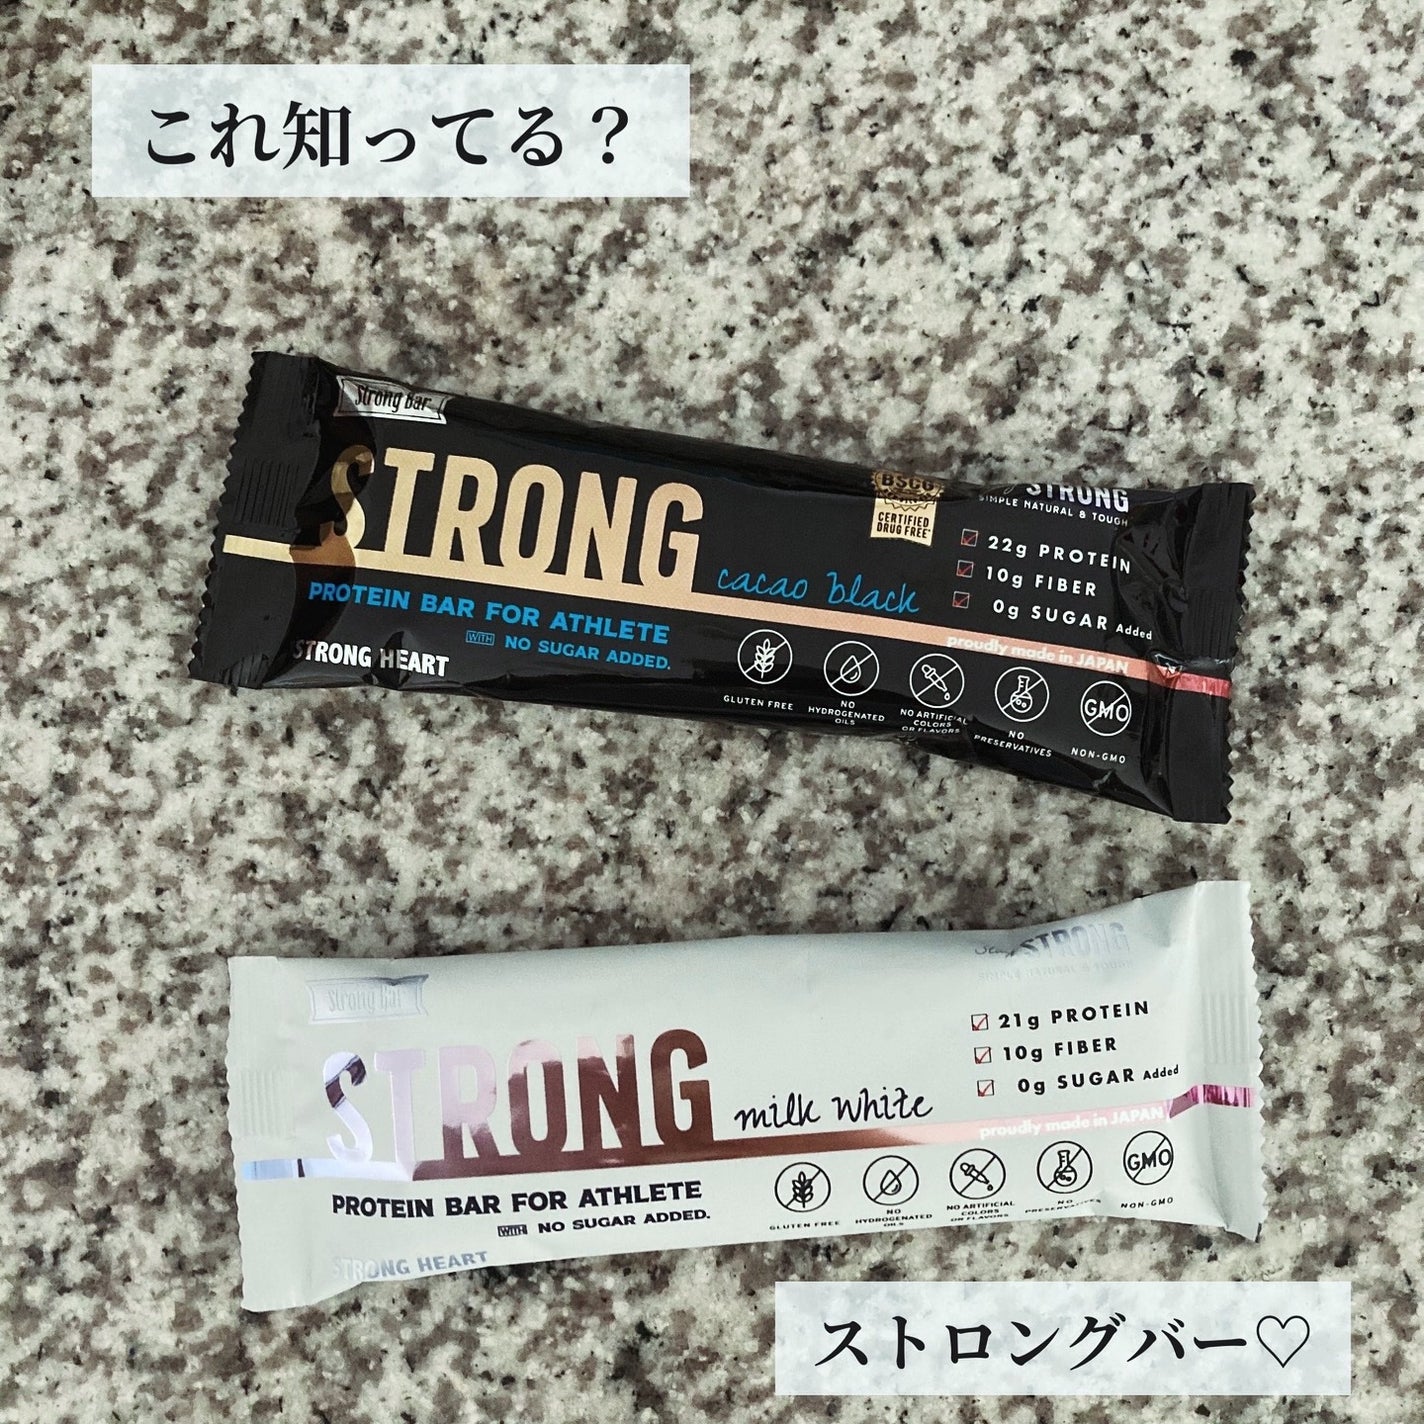 これ知ってる？
Strong Bar
STRONG
cacao black
PROTEIN BAR FOR ATHLETE
WITH NO SUGAR ADDED.
STRONG HEART
BSCG
CERTIFIED
DRUG FREE
STRONG
SIMPLE NATURAL & TOUGH
22g PROTEIN
10g FIBER
0g SUGAR Added
proudly made in JAPAN
GLUTEN FREE
NO
HYDROGENATED
OILS
NO ARTIFICIAL
COLORS
OR FLAVORS
NO
PRESERVATIVES
GMO
NON-GMO
Strong Bar
STRONG
milk white
PROTEIN BAR FOR ATHLETE
WITH NO SUGAR ADDED.
STRONG HEART
Stay STRONG
SIMPLE NATURAL & TOUGH
21g PROTEIN
10g FIBER
0g SUGAR Added
proudly made in JAPAN
GLUTEN FREE
NO
HYDROGENATED
OILS
NO ARTIFICIAL
COLORS
OR FLAVORS
NO
PRESERVATIVES
GMO
NON-GMO
ストロングバー♡